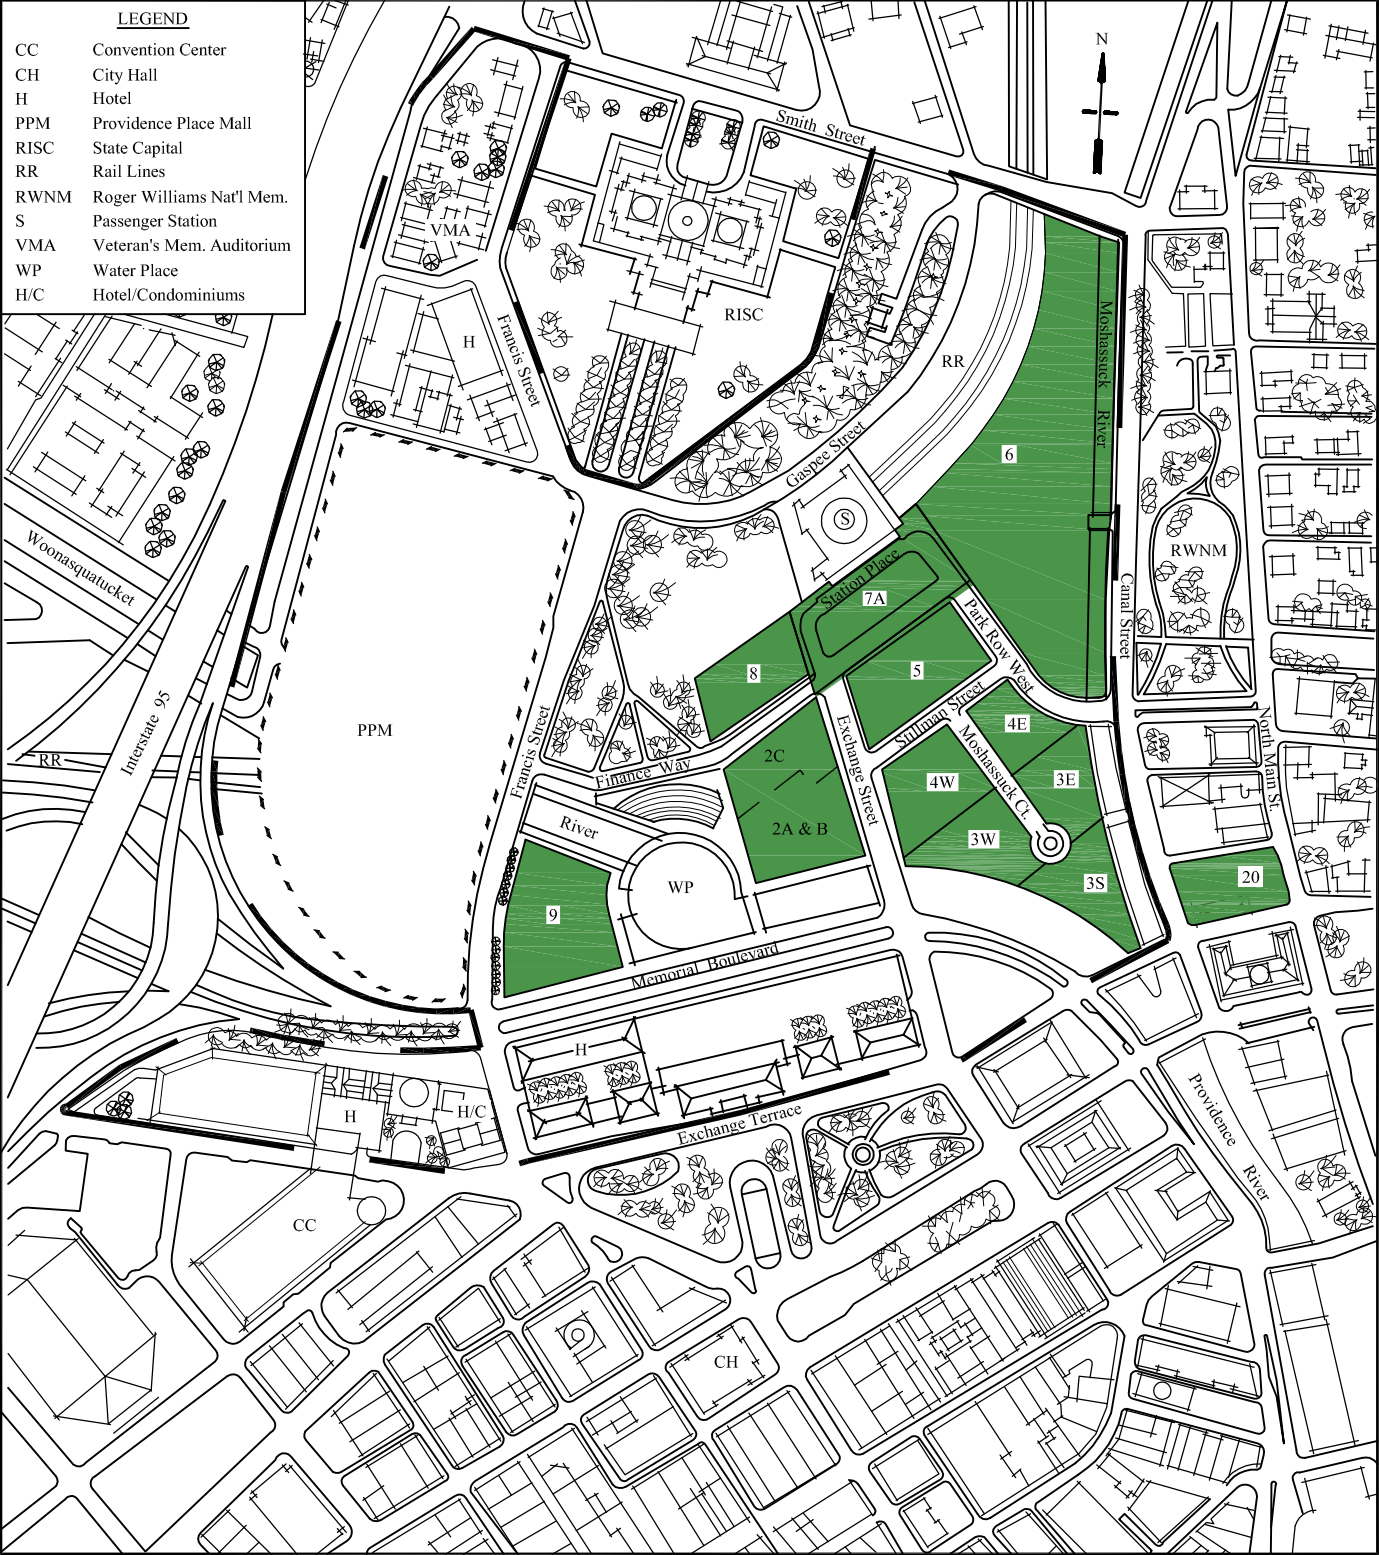 LEGEND
CC Convention Center
CH City Hall
H Hotel
PPM Providence Place Mall
RISC State Capital
RR Rail Lines
RWNM Roger Williams Nat'l Mem.
S Passenger Station
VMA Veteran's Mem. Auditorium
WP Water Place
H/C Hotel/Condominiums
N
Smith Street
VMA
RISC
H
Francis Street
RR
Moshassuck River
Gaspee Street
6
S
Woonasquatucket
RWNM
Station Place
7A
Canal Street
Park Row West
8
5
Stillman Street
Interstate 95
PPM
Francis Street
4E
North Main St.
Exchange Street
2C
Moshassuck Ct.
RR
Finance Way
4W
3E
River
2A & B
3W
WP
3S
20
9
Memorial Boulevard
H
H
H/C
Exchange Terrace
Providence River
CC
CH